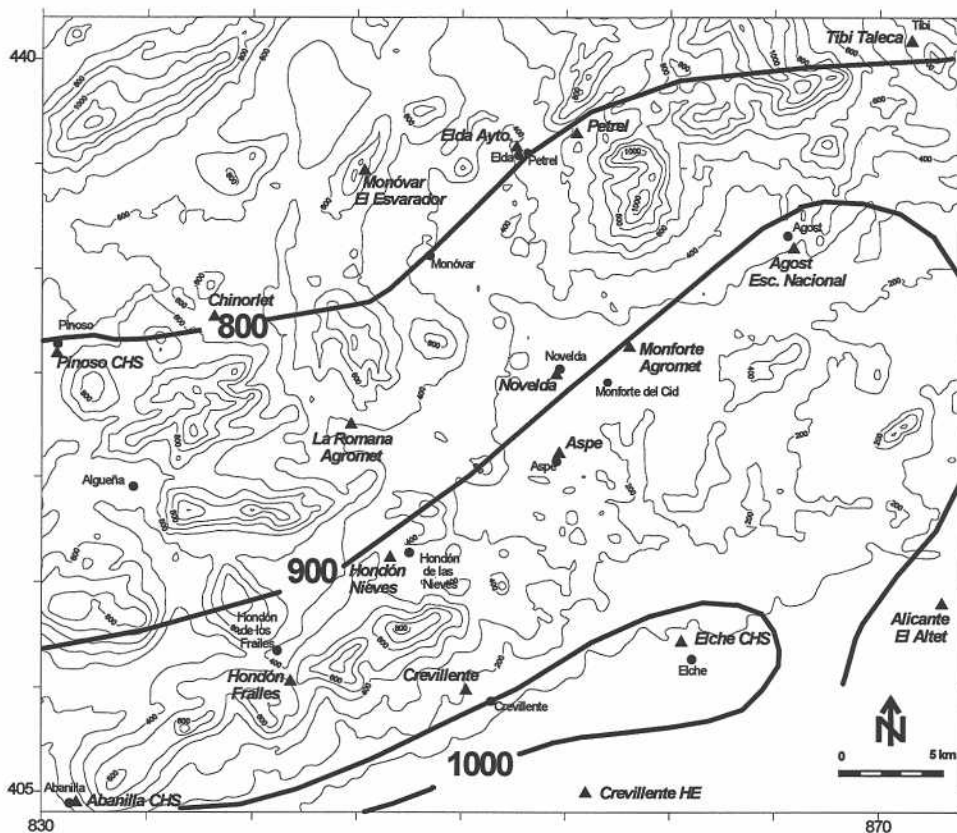 Tibi
Tibi Taleca
440
Elda Ayto.
Petrel
Elda
Petrel
Monóvar
El Esvarador
Monóvar
Agost
Agost
Esc. Nacional
Chinorlet
800
Pinoso
Pinoso CHS
Novelda
Novelda
Monforte
Agromet
Monforte del Cid
La Romana
Agromet
Aspe
Aspe
Algueña
900
Hondón
Nieves
Hondón
de las
Nieves
Hondón
de los
Frailes
Hondón
Frailes
Elche CHS
Elche
Alicante
El Altet
Crevillente
Crevillente
1000
N
0 5 km
405
Abanilla
Abanilla CHS
Crevillente HE
830
870